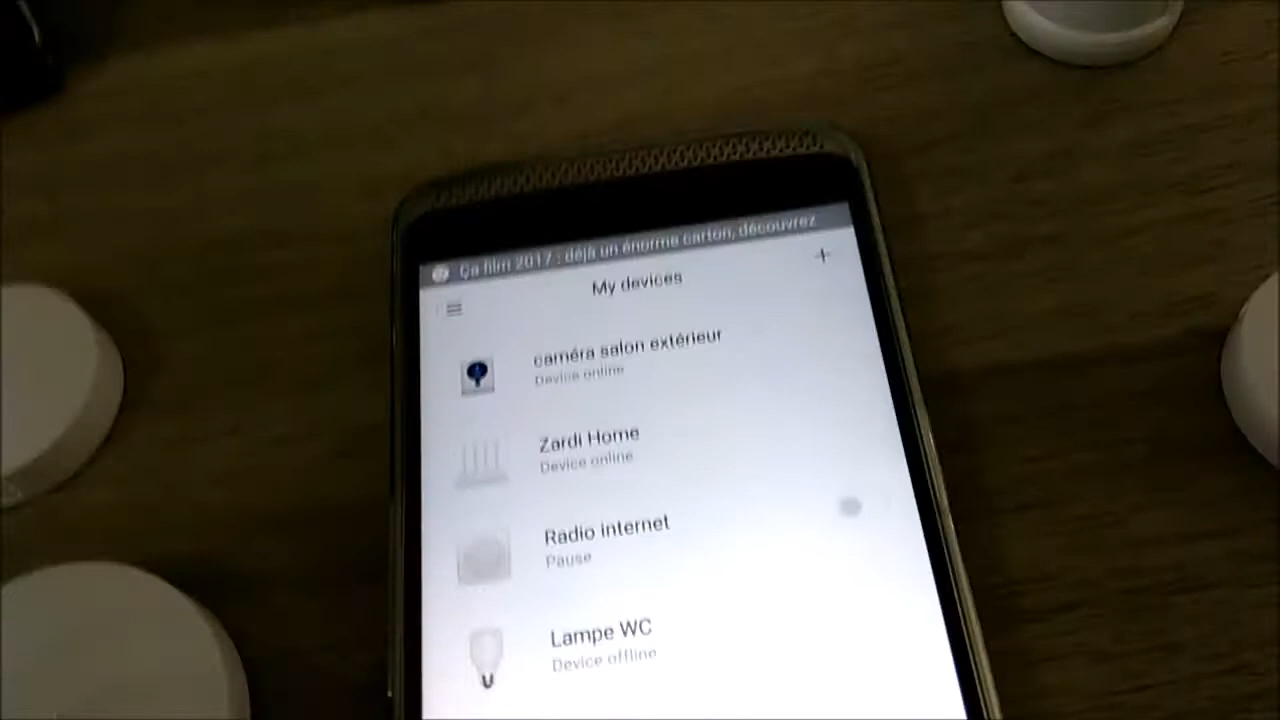 Ça film 2017 : déjà un énorme carton, découvrez
My devices
caméra salon extérieur
Device online
Zardi Home
Device online
Radio internet
Pause
Lampe WC
Device offline